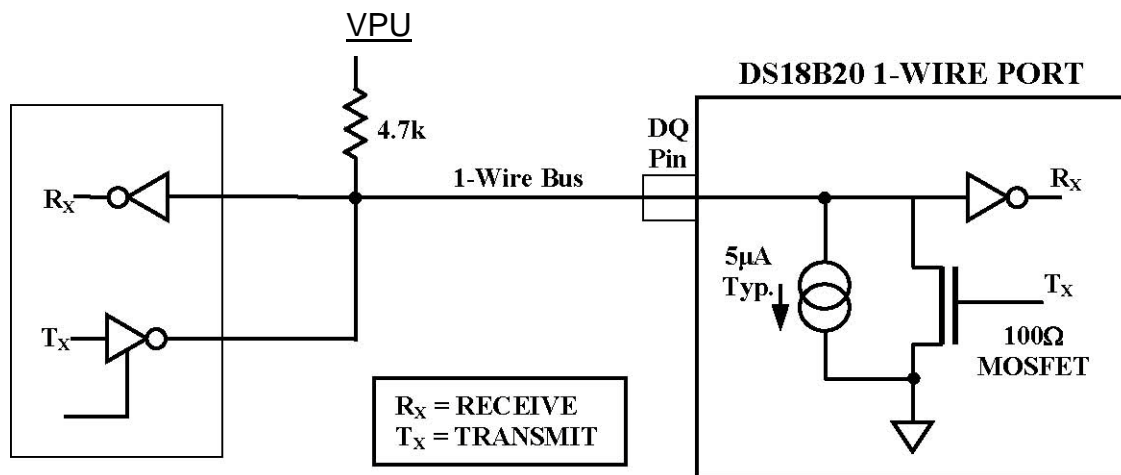 VPU
4.7k
DS18B20 1-WIRE PORT
DQ
Pin
1-Wire Bus
RX
RX
5µA
Typ.
TX
TX
100Ω
MOSFET
RX = RECEIVE
TX = TRANSMIT